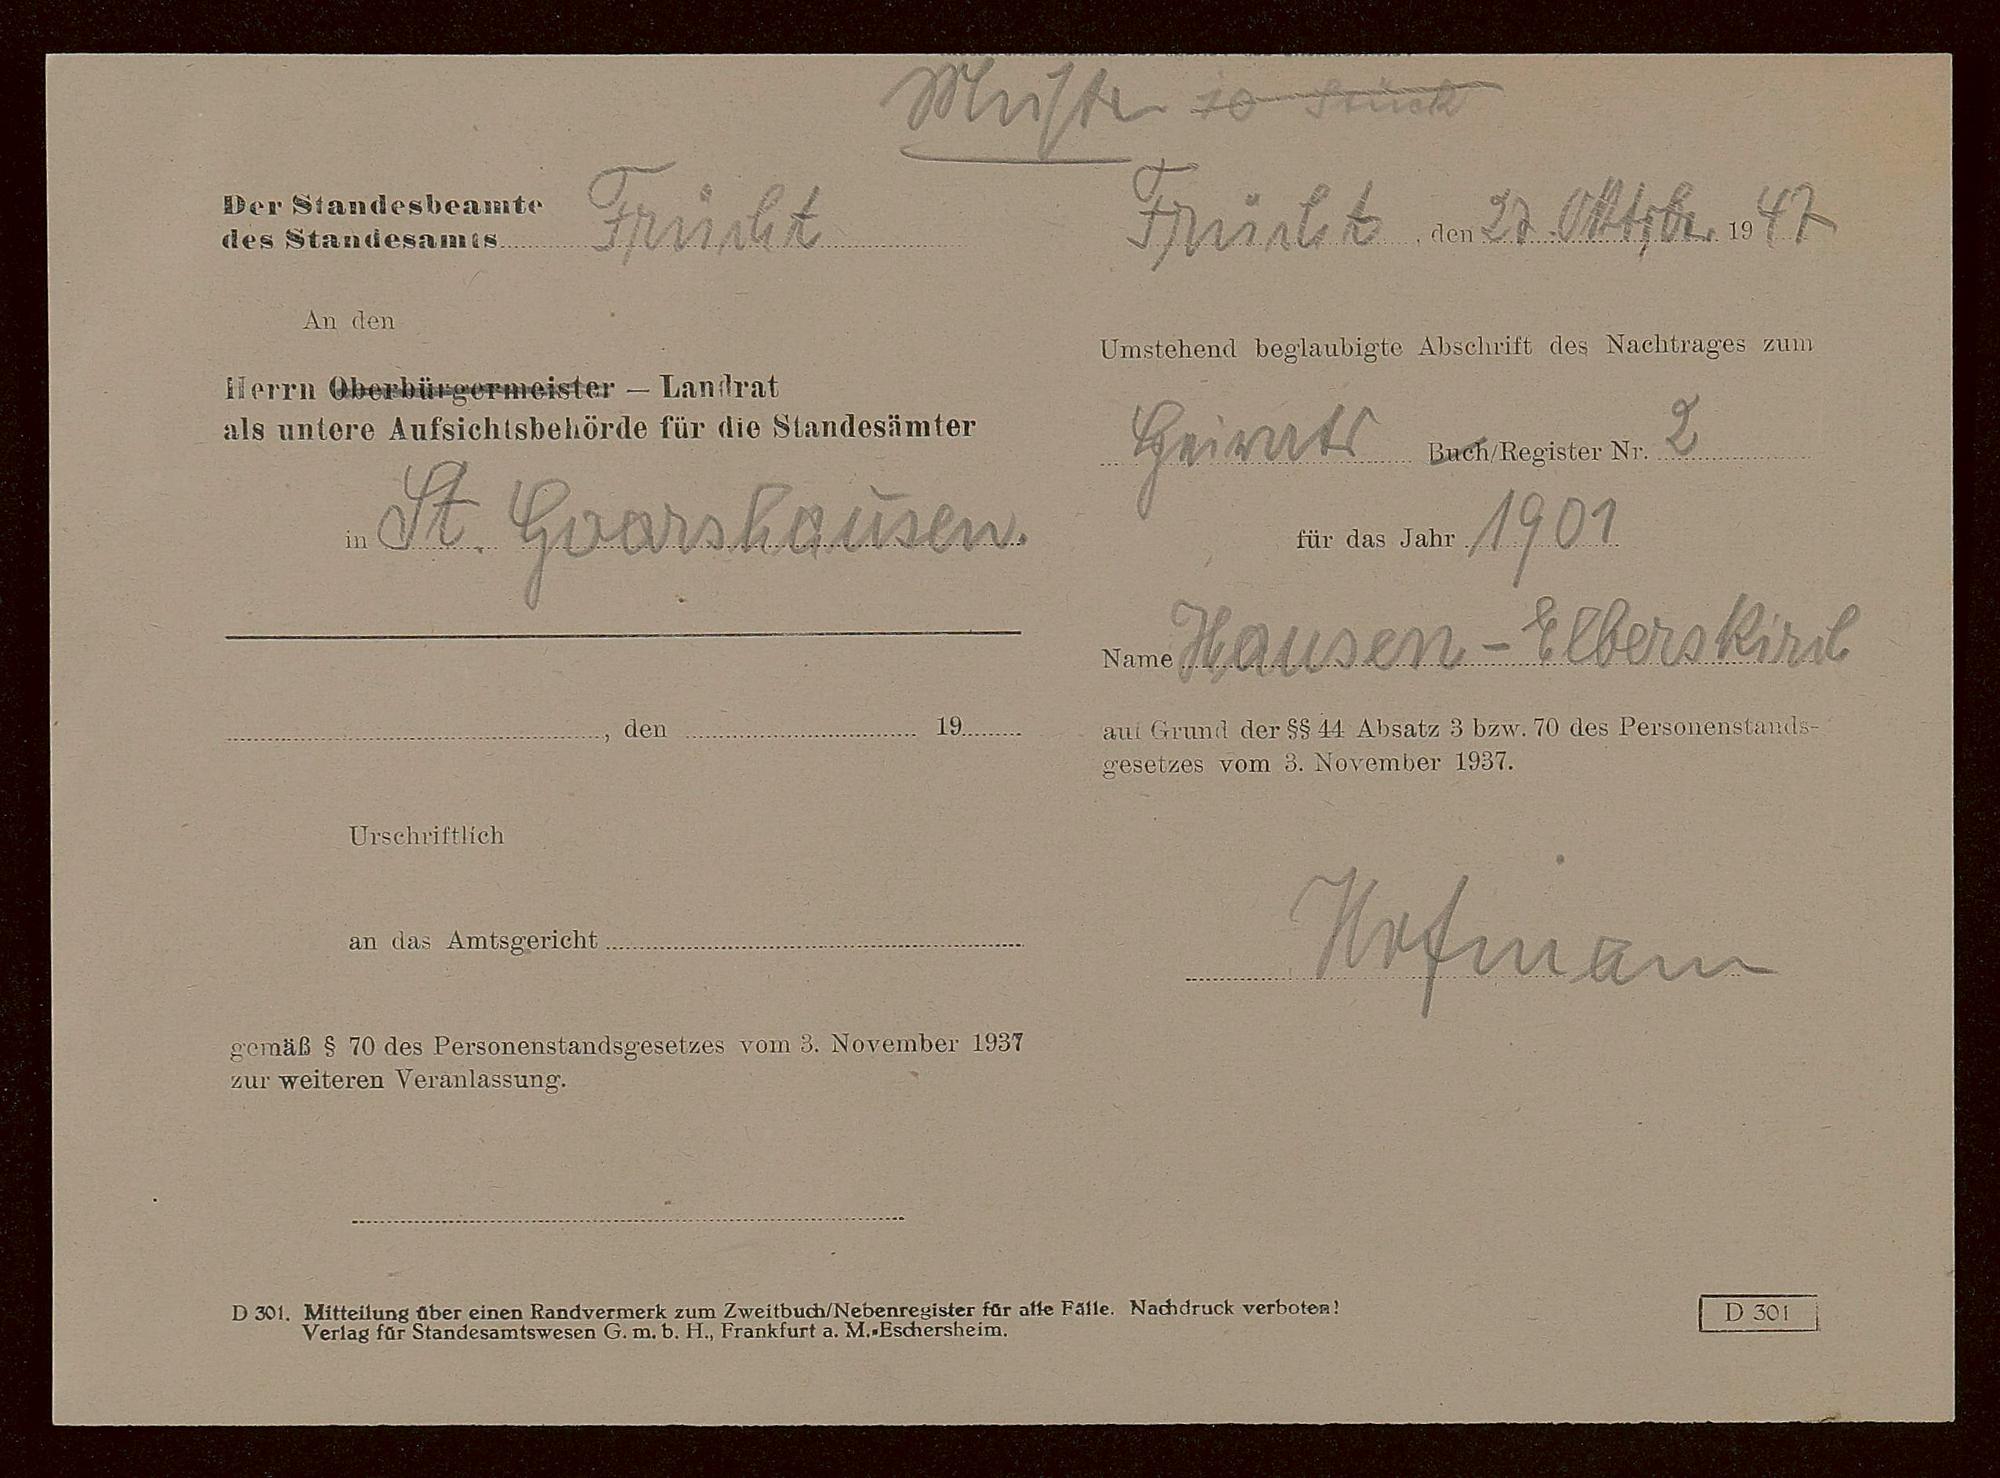 Muster 10 Stück
Der Standesbeamte
des Standesamts Frücht
An den
Herrn Oberbürgermeister — Landrat
als untere Aufsichtsbehörde für die Standesämter
in St. Goarshausen.
, den 19
Urschriftlich
an das Amtsgericht
gemäß § 70 des Personenstandsgesetzes vom 3. November 1937
zur weiteren Veranlassung.
Frücht, den Oktober 1947
Umstehend beglaubigte Abschrift des Nachtrages zum
Heirats Buch/Register Nr. 2
für das Jahr 1901
Name Hausen-Elberskirch
auf Grund der §§ 44 Absatz 3 bzw. 70 des Personenstands-
gesetzes vom 3. November 1937.
Hofmann
D 301. Mitteilung über einen Randvermerk zum Zweitbuch/Nebenregister für alle Fälle. Nachdruck verboten!
Verlag für Standesamtswesen G. m. b. H., Frankfurt a. M.-Eschersheim.
D 301